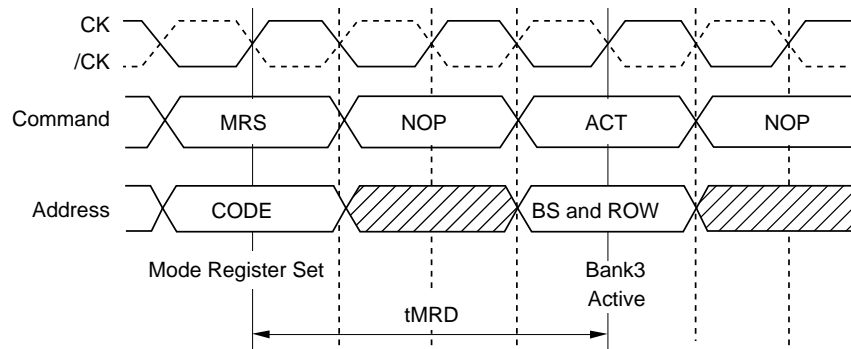 CK
/CK
Command MRS NOP ACT NOP
Address CODE BS and ROW
Mode Register Set Bank3
Active
tMRD